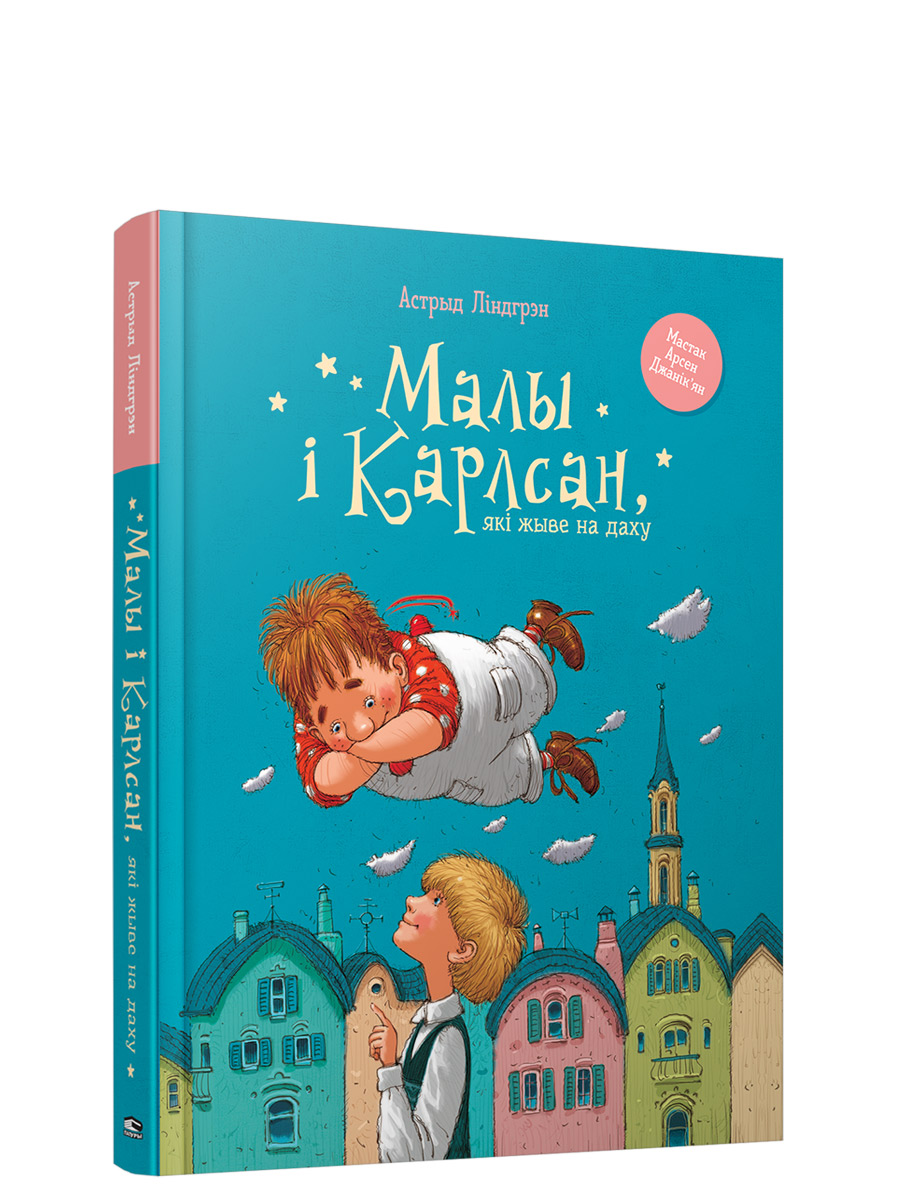 Астрыд Ліндгрэн
Малы
і Карлсан,
які жыве на даху
Мастак
Арсен
Джанік'ян
Астрыд Ліндгрэн
Малы і Карлсан, які жыве на даху